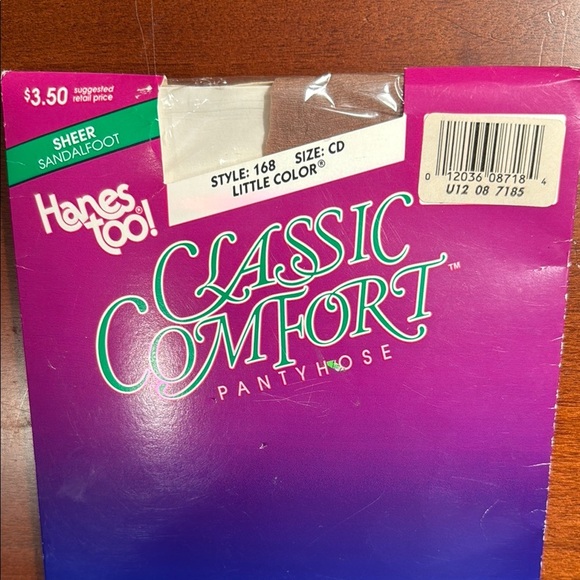 $3.50 suggested
retail price
SHEER
SANDALFOOT
Hanes
too!®
STYLE: 168 SIZE: CD
LITTLE COLOR®
0 12036 08718 4
U12 08 7185
CLASSIC
COMFORT™
PANTYHOSE